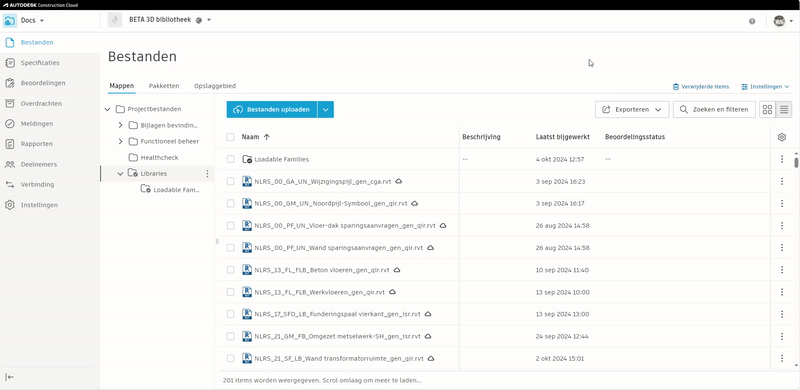 AUTODESK Construction Cloud
Docs
BETA 3D bibliotheek
Bestanden
Specificaties
Beoordelingen
Overdrachten
Meldingen
Rapporten
Deelnemers
Verbinding
Instellingen
Bestanden
Mappen Pakketten Opslaggebied
Verwijderde items Instellingen
Projectbestanden
Bijlagen bevindin...
Functioneel beheer
Healthcheck
Libraries
Loadable Fam...
Bestanden uploaden
Exporteren
Zoeken en filteren
Naam Beschrijving Laatst bijgewerkt Beoordelingsstatus
Loadable Families -- 4 okt 2024 12:57 --
NLRS_00_GA_UN_Wijzigingspijl_gen_cga.rvt 3 sep 2024 16:23
NLRS_00_GM_UN_Noordpijl-Symbool_gen_qir.rvt 3 sep 2024 16:17
NLRS_00_PF_UN_Vloer-dak sparingsaanvragen_gen_qir.rvt 26 aug 2024 14:58
NLRS_00_PF_UN_Wand sparingsaanvragen_gen_qir.rvt 26 aug 2024 14:58
NLRS_13_FL_FLB_Beton vloeren_gen_qir.rvt 10 sep 2024 11:40
NLRS_13_FL_FLB_Werkvloeren_gen_qir.rvt 13 sep 2024 10:00
NLRS_17_SFO_LB_Funderingspaal vierkant_gen_isr.rvt 13 sep 2024 13:00
NLRS_21_GM_FB_Omgezet metselwerk-SH_gen_isr.rvt 24 sep 2024 12:44
NLRS_21_SF_LB_Wand transformatorruimte_gen_qir.rvt 2 okt 2024 15:01
201 items worden weergegeven. Scrol omlaag om meer te laden...